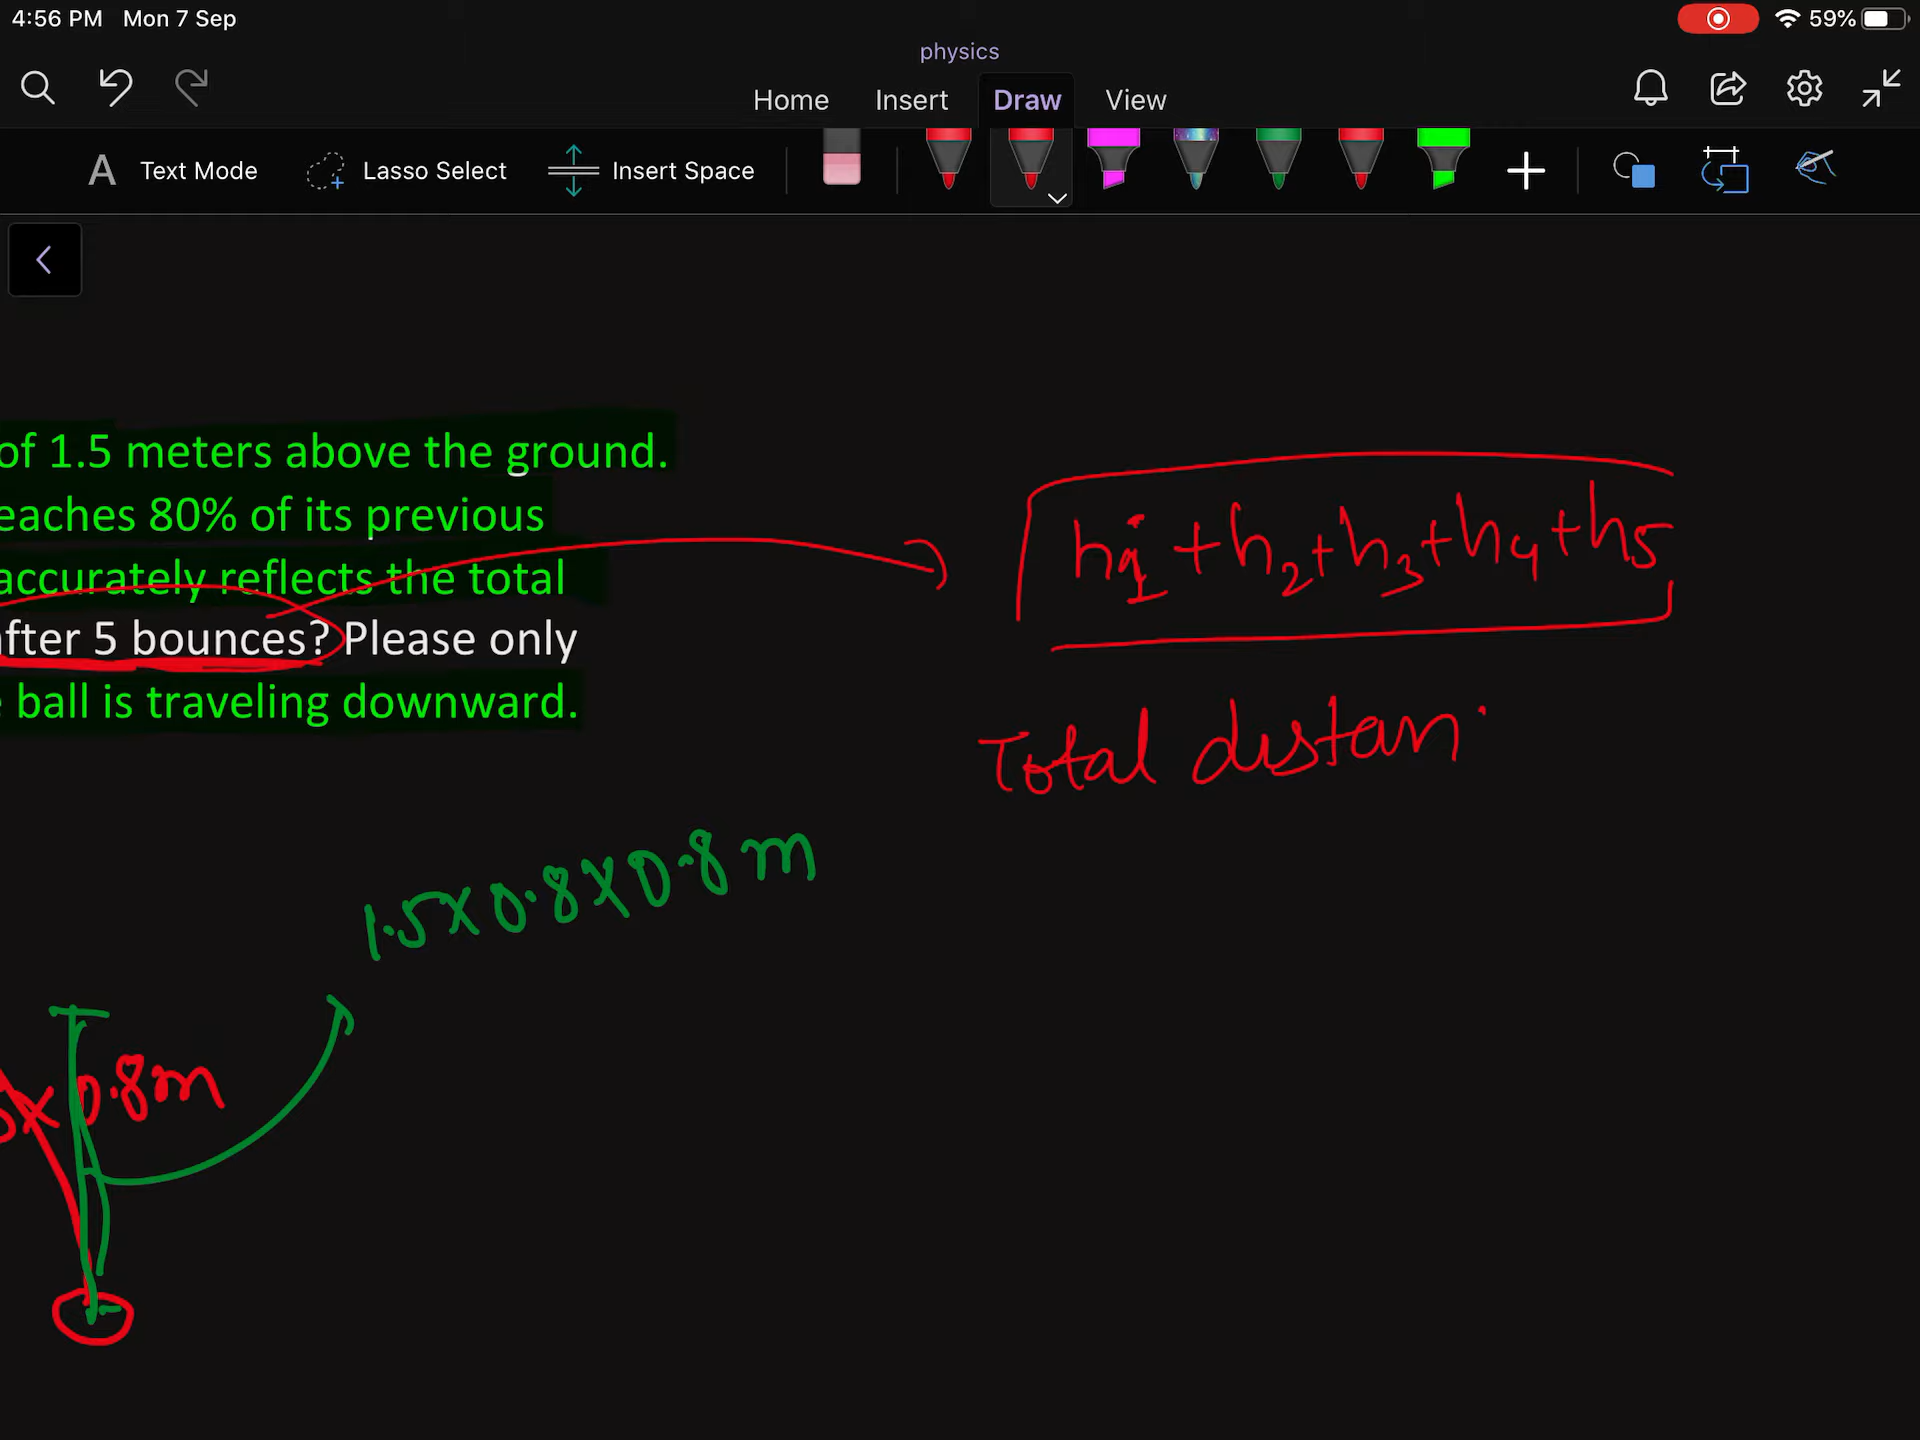 4:56 PM Mon 7 Sep
59%
physics
Home Insert Draw View
A Text Mode Lasso Select Insert Space
of 1.5 meters above the ground.
eaches 80% of its previous
accurately reflects the total
after 5 bounces? Please only
ball is traveling downward.
h1 + h2 + h3 + h4 + h5
Total distan
1.5 x 0.8 x 0.8 m
x 0.8m